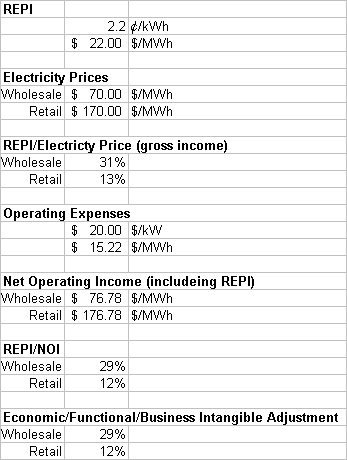 REPI
2.2 ¢/kWh
$ 22.00 $/MWh
Electricity Prices
Wholesale $ 70.00 $/MWh
Retail $ 170.00 $/MWh
REPI/Electricty Price (gross income)
Wholesale 31%
Retail 13%
Operating Expenses
$ 20.00 $/kW
$ 15.22 $/MWh
Net Operating Income (includeing REPI)
Wholesale $ 76.78 $/MWh
Retail $ 176.78 $/MWh
REPI/NOI
Wholesale 29%
Retail 12%
Economic/Functional/Business Intangible Adjustment
Wholesale 29%
Retail 12%